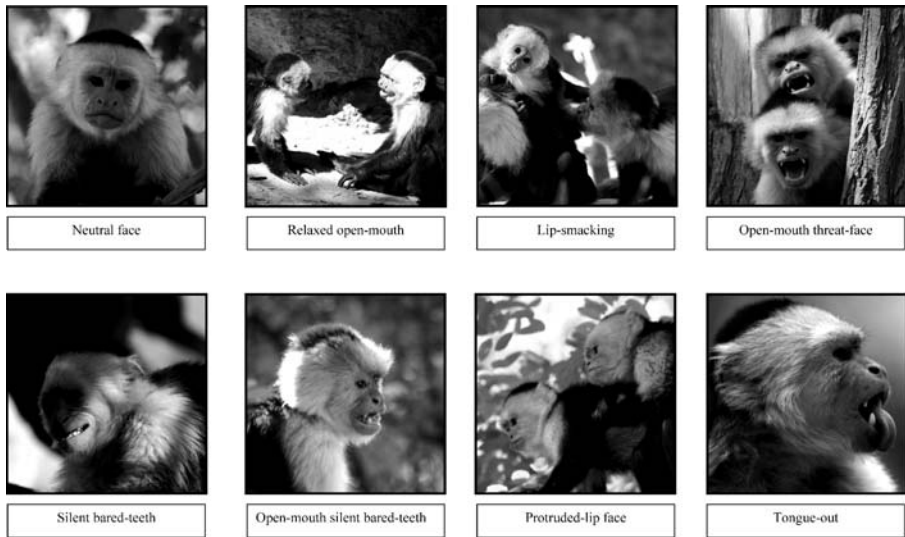 Neutral face
Relaxed open-mouth
Lip-smacking
Open-mouth threat-face
Silent bared-teeth
Open-mouth silent bared-teeth
Protruded-lip face
Tongue-out